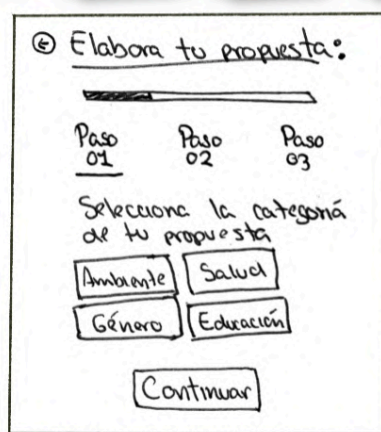 Elabora tu propuesta:
Paso Paso Paso
01 02 03
Selecciona la categoría
de tu propuesta
Ambiente Salud
Género Educación
Continuar